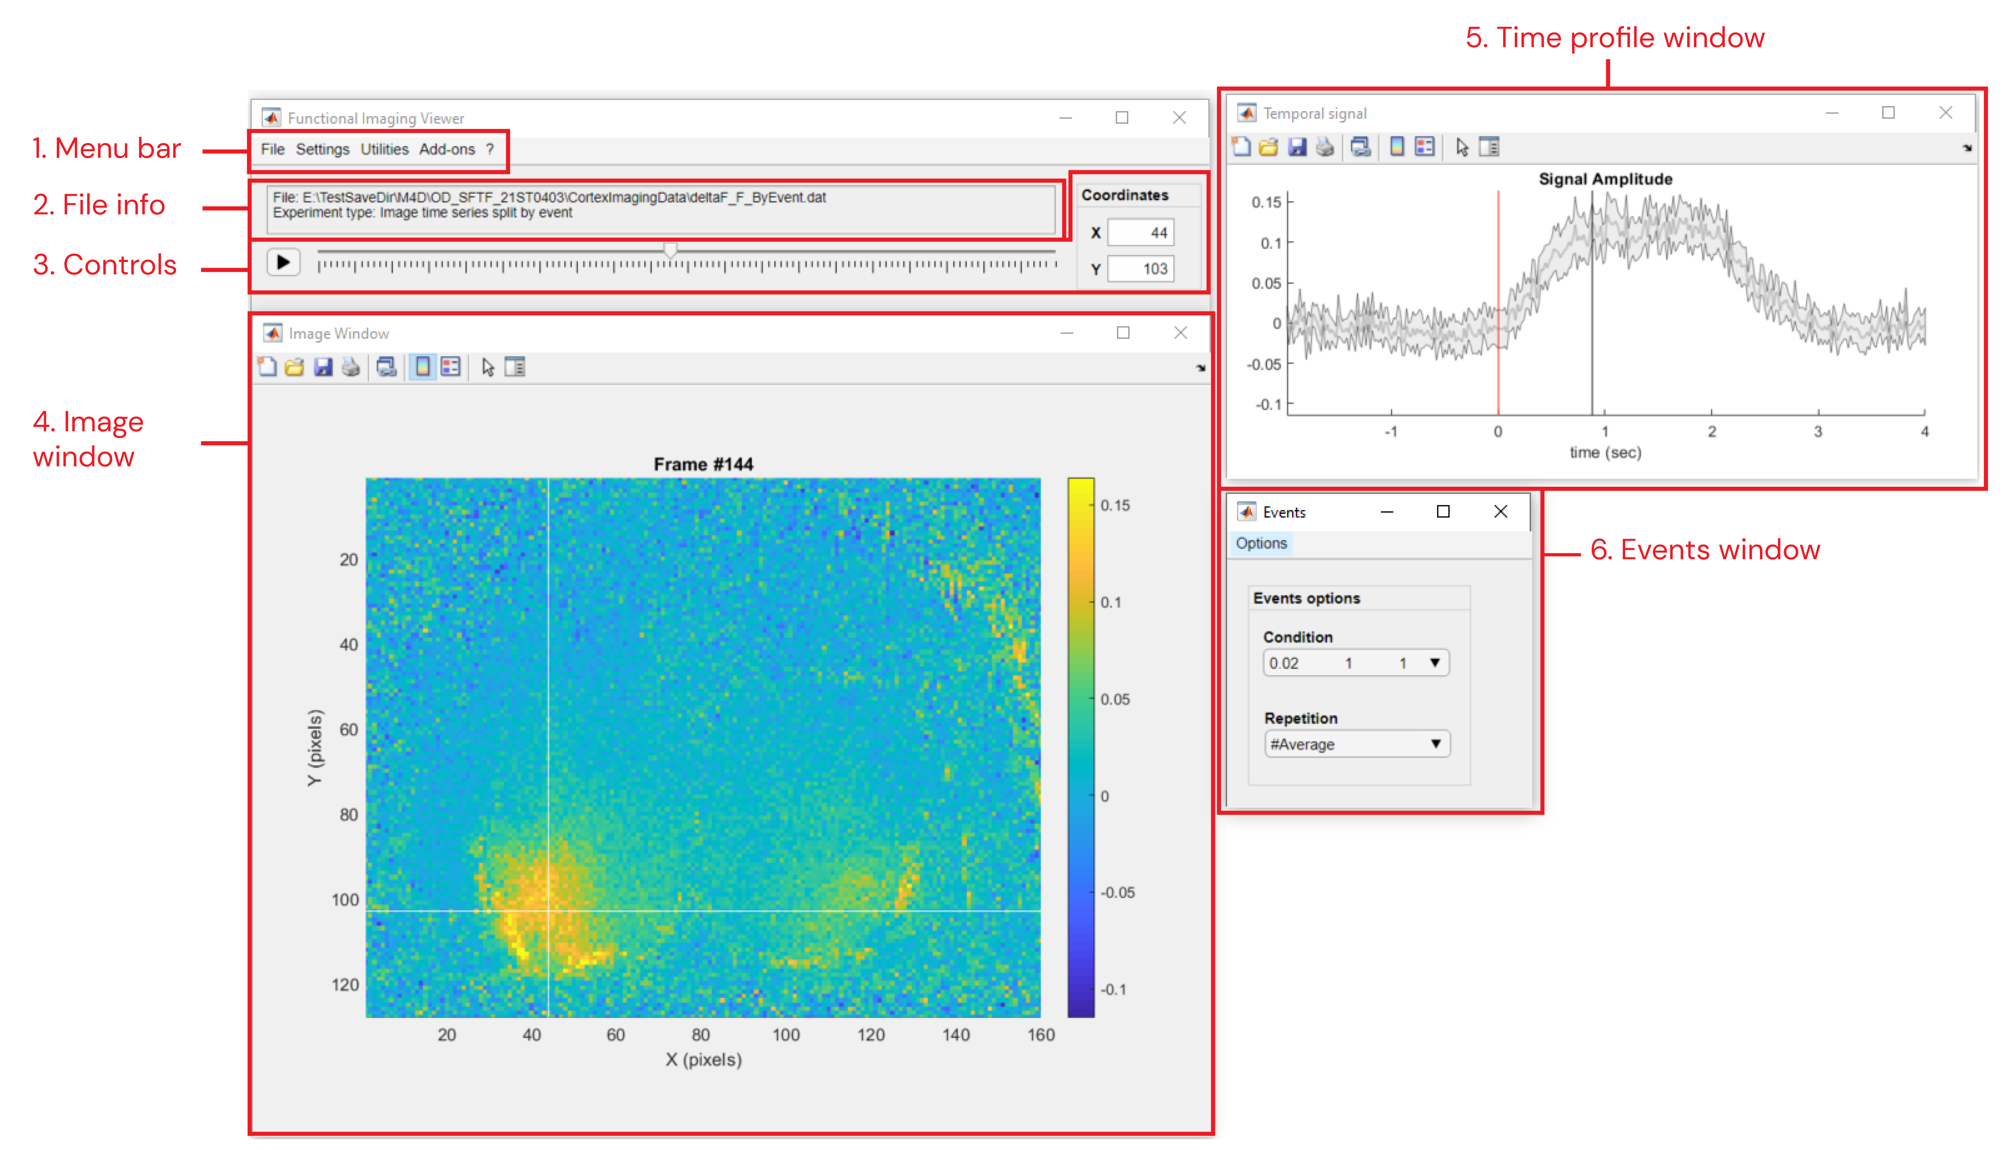 5. Time profile window
Functional Imaging Viewer
1. Menu bar
File Settings Utilities Add-ons ?
2. File info
File: E:\TestSaveDir\M4D\OD_SFTF_21ST0403\CortexImagingData\deltaF_F_ByEvent.dat
Experiment type: Image time series split by event
3. Controls
Coordinates
X 44
Y 103
Temporal signal
Signal Amplitude
0.15
0.1
0.05
0
-0.05
-0.1
-1 0 1 2 3 4
time (sec)
Image Window
4. Image
window
Frame #144
20
40
60
80
100
120
Y (pixels)
20 40 60 80 100 120 140 160
X (pixels)
0.15
0.1
0.05
0
-0.05
-0.1
Events
Options
6. Events window
Events options
Condition
0.02 1 1
Repetition
#Average